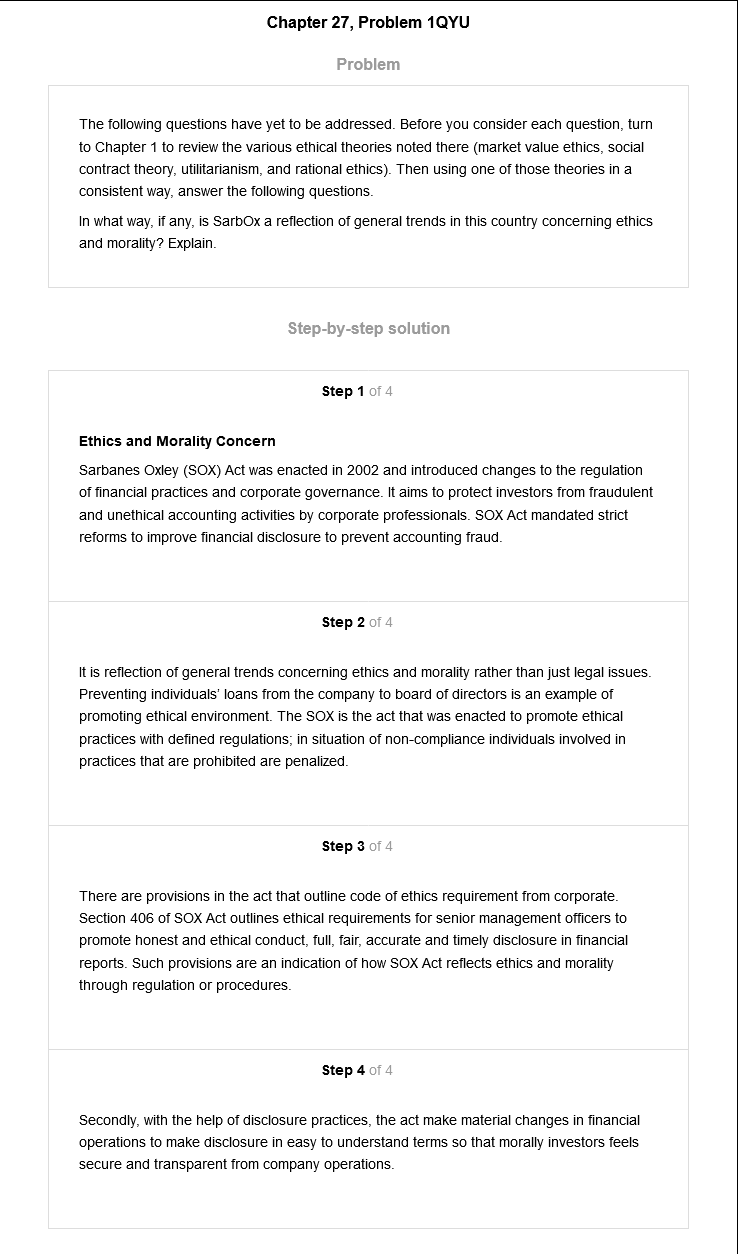 Chapter 27, Problem 1QYU
Problem
The following questions have yet to be addressed. Before you consider each question, turn
to Chapter 1 to review the various ethical theories noted there (market value ethics, social
contract theory, utilitarianism, and rational ethics). Then using one of those theories in a
consistent way, answer the following questions.
In what way, if any, is SarbOx a reflection of general trends in this country concerning ethics
and morality? Explain.
Step-by-step solution
Step 1 of 4
Ethics and Morality Concern
Sarbanes Oxley (SOX) Act was enacted in 2002 and introduced changes to the regulation
of financial practices and corporate governance. It aims to protect investors from fraudulent
and unethical accounting activities by corporate professionals. SOX Act mandated strict
reforms to improve financial disclosure to prevent accounting fraud.
Step 2 of 4
It is reflection of general trends concerning ethics and morality rather than just legal issues.
Preventing individuals' loans from the company to board of directors is an example of
promoting ethical environment. The SOX is the act that was enacted to promote ethical
practices with defined regulations; in situation of non-compliance individuals involved in
practices that are prohibited are penalized.
Step 3 of 4
There are provisions in the act that outline code of ethics requirement from corporate.
Section 406 of SOX Act outlines ethical requirements for senior management officers to
promote honest and ethical conduct, full, fair, accurate and timely disclosure in financial
reports. Such provisions are an indication of how SOX Act reflects ethics and morality
through regulation or procedures.
Step 4 of 4
Secondly, with the help of disclosure practices, the act make material changes in financial
operations to make disclosure in easy to understand terms so that morally investors feels
secure and transparent from company operations.